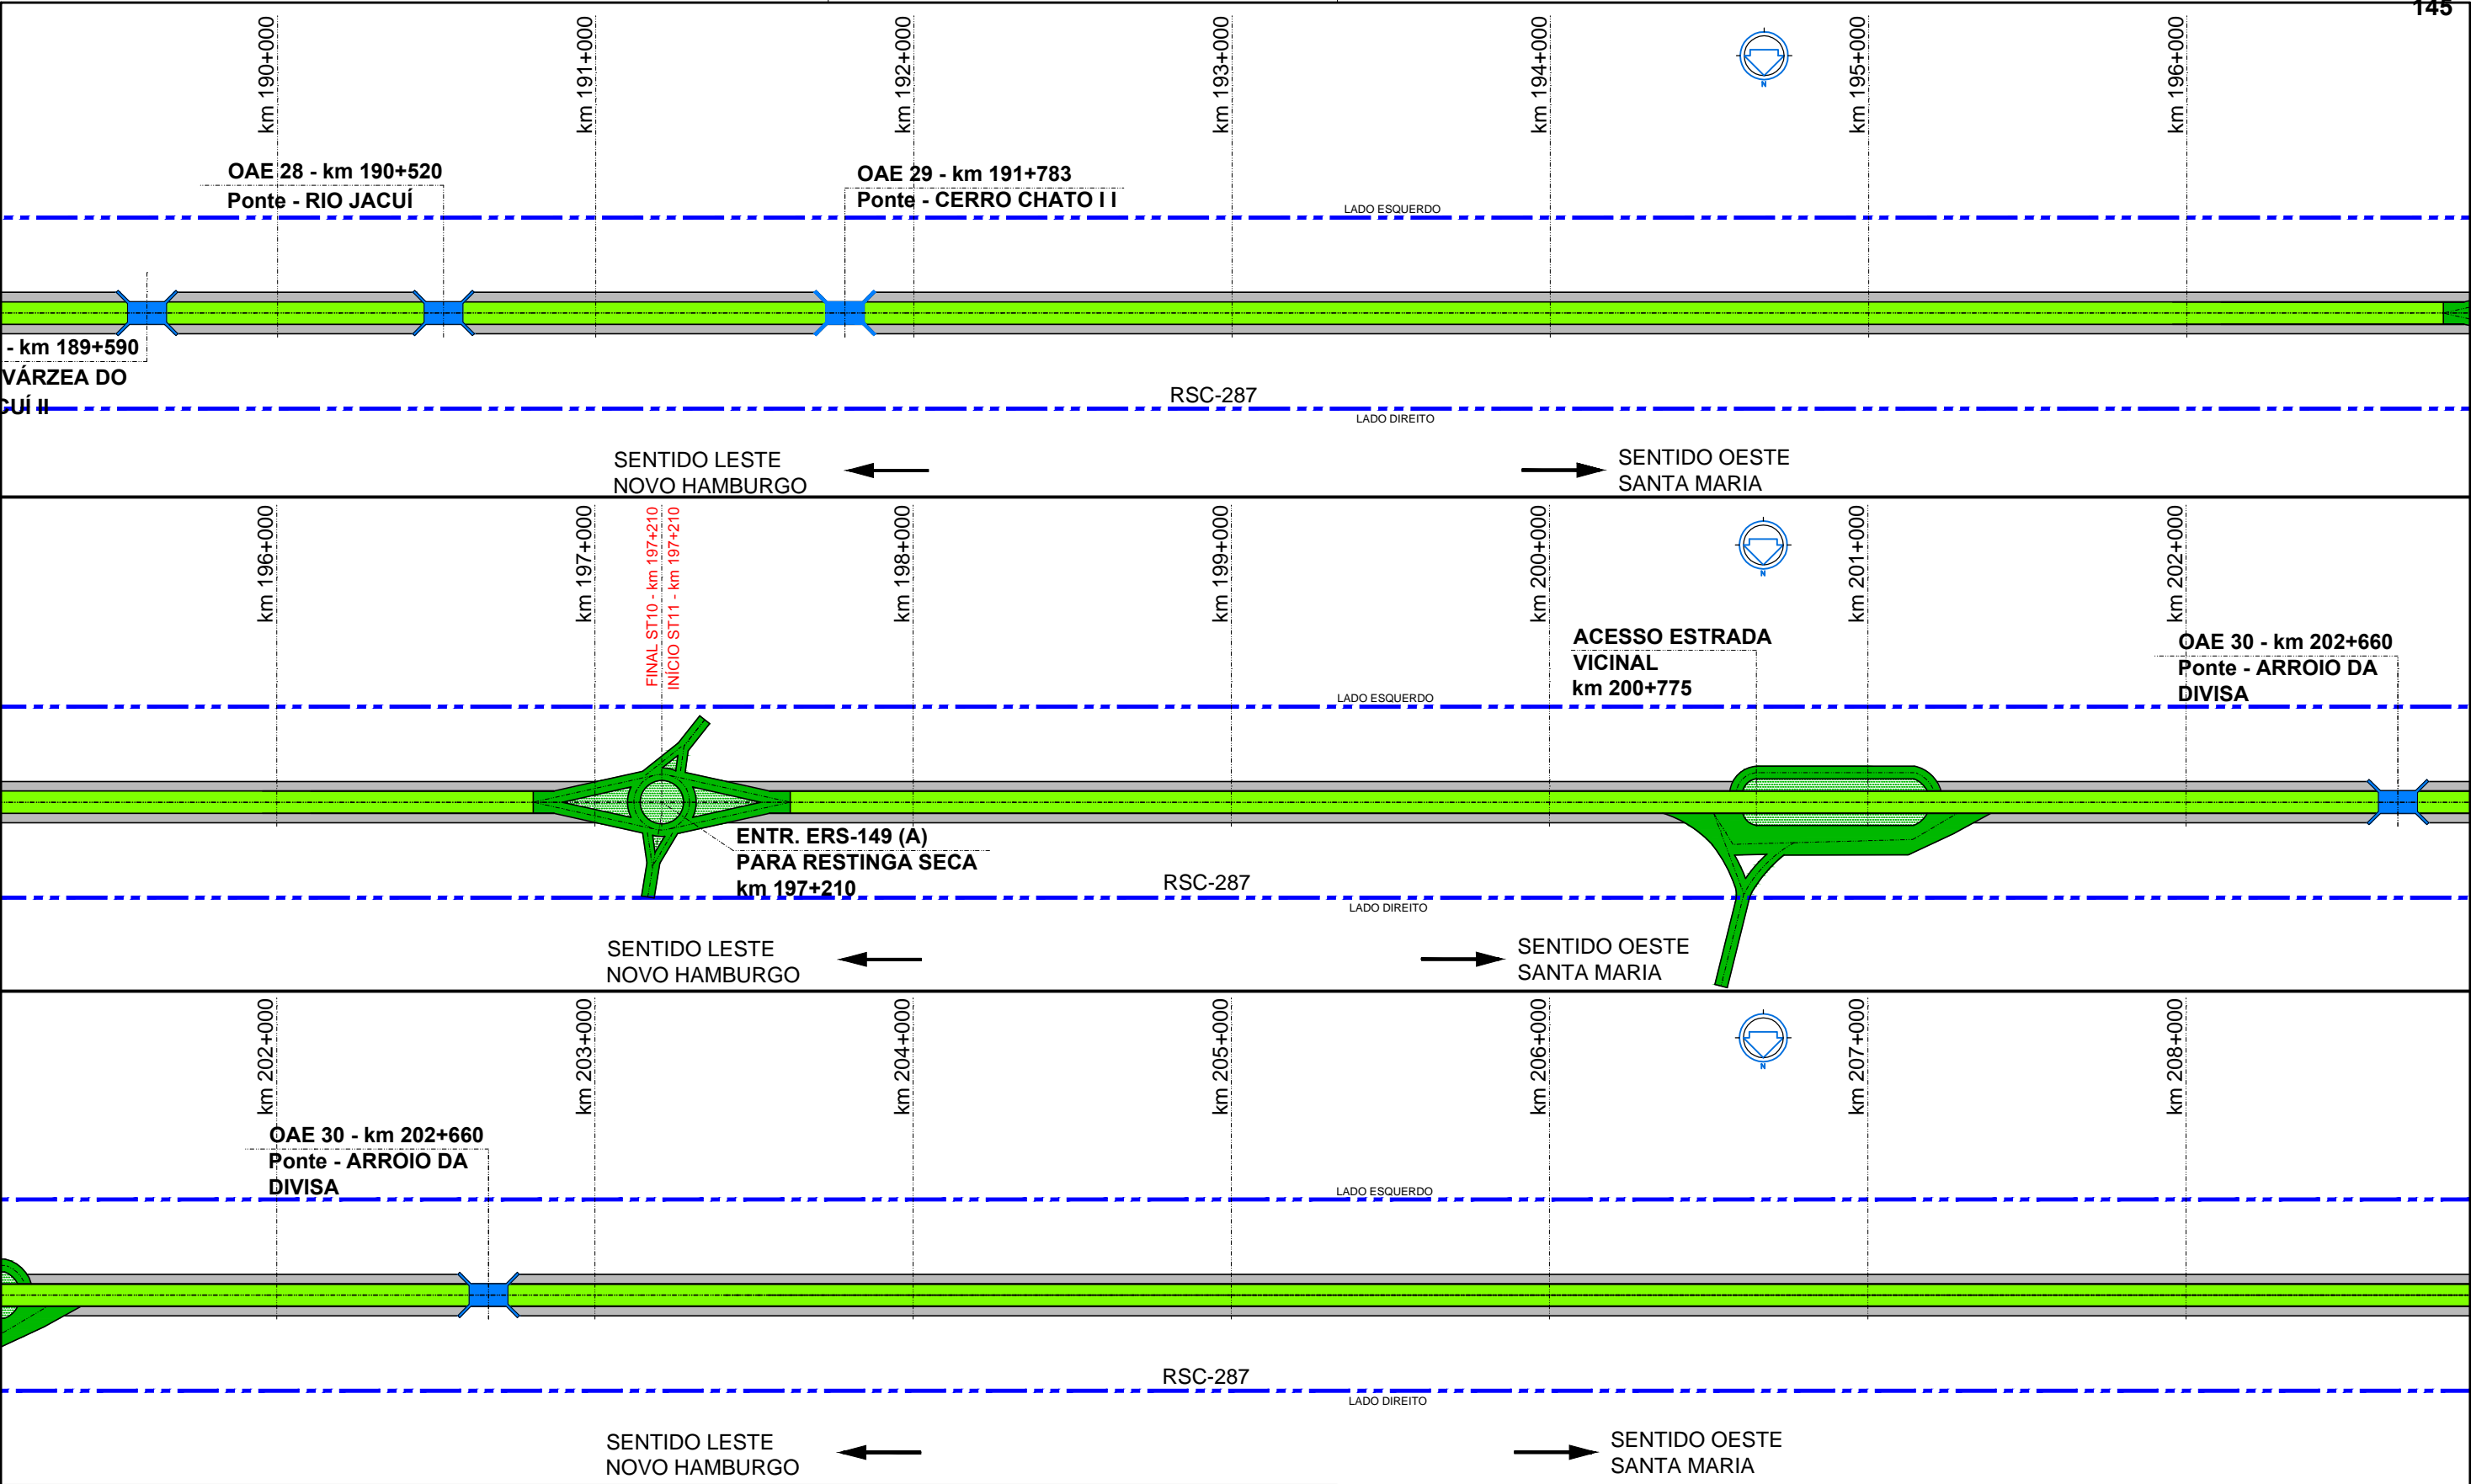 145
km 190+000
km 191+000
km 192+000
km 193+000
km 194+000
km 195+000
km 196+000
N
OAE 28 - km 190+520
Ponte - RIO JACUÍ
OAE 29 - km 191+783
Ponte - CERRO CHATO I I
LADO ESQUERDO
- km 189+590
VÁRZEA DO
CUÍ II
RSC-287
LADO DIREITO
SENTIDO LESTE
NOVO HAMBURGO
SENTIDO OESTE
SANTA MARIA
km 196+000
km 197+000
FINAL ST10 - km 197+210
INÍCIO ST11 - km 197+210
km 198+000
km 199+000
km 200+000
km 201+000
km 202+000
N
ACESSO ESTRADA
VICINAL
km 200+775
OAE 30 - km 202+660
Ponte - ARROIO DA
DIVISA
LADO ESQUERDO
ENTR. ERS-149 (A)
PARA RESTINGA SECA
km 197+210
RSC-287
LADO DIREITO
SENTIDO LESTE
NOVO HAMBURGO
SENTIDO OESTE
SANTA MARIA
km 202+000
km 203+000
km 204+000
km 205+000
km 206+000
km 207+000
km 208+000
N
OAE 30 - km 202+660
Ponte - ARROIO DA
DIVISA
LADO ESQUERDO
RSC-287
LADO DIREITO
SENTIDO LESTE
NOVO HAMBURGO
SENTIDO OESTE
SANTA MARIA